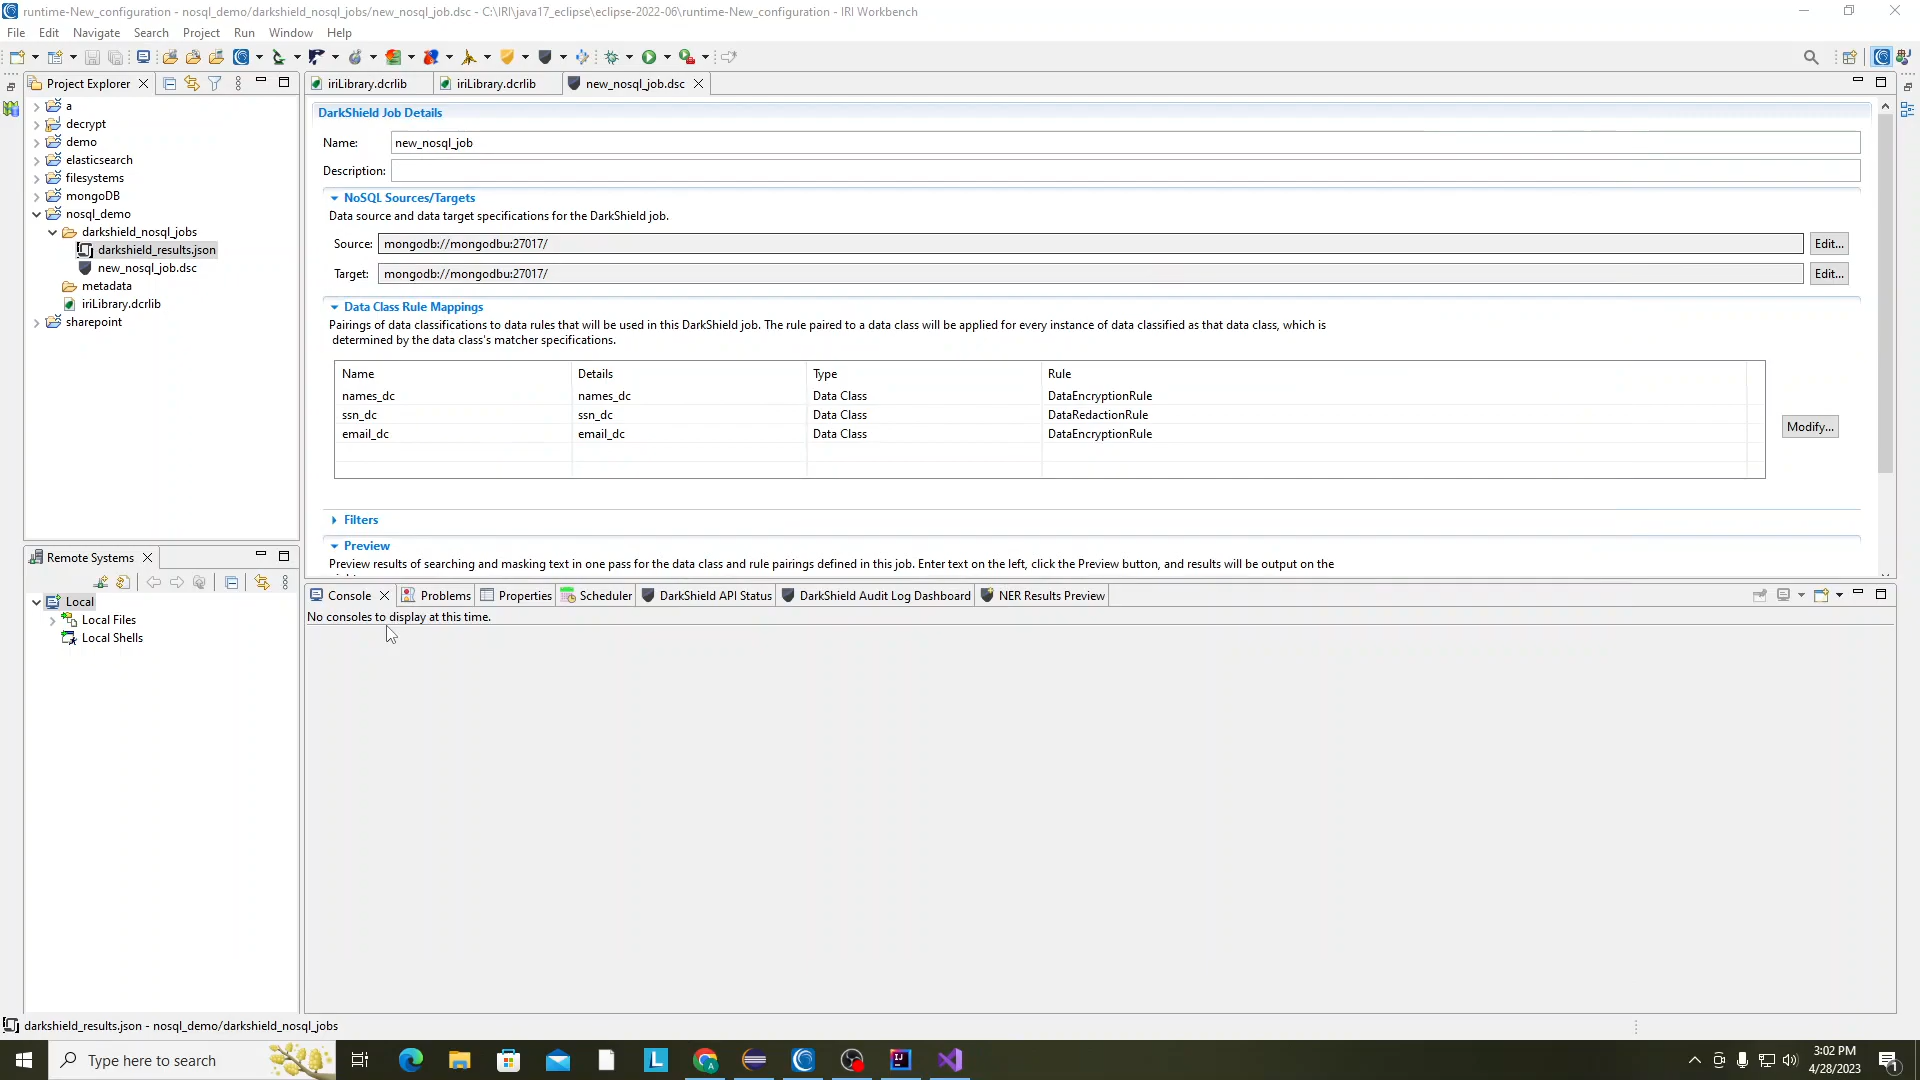 runtime-New_configuration - nosql_demo/darkshield_nosql_jobs/new_nosql_job.dsc - C:\IRI\java17_eclipse\eclipse-2022-06\runtime-New_configuration - IRI Workbench
File Edit Navigate Search Project Run Window Help
Project Explorer
iriLibrary.dcrlib
iriLibrary.dcrlib
new_nosql_job.dsc
a
decrypt
demo
elasticsearch
filesystems
mongoDB
nosql_demo
darkshield_nosql_jobs
darkshield_results.json
new_nosql_job.dsc
metadata
iriLibrary.dcrlib
sharepoint
DarkShield Job Details
Name: new_nosql_job
Description:
NoSQL Sources/Targets
Data source and data target specifications for the DarkShield job.
Source: mongodb://mongodbu:27017/ Edit...
Target: mongodb://mongodbu:27017/ Edit...
Data Class Rule Mappings
Pairings of data classifications to data rules that will be used in this DarkShield job. The rule paired to a data class will be applied for every instance of data classified as that data class, which is
determined by the data class's matcher specifications.
Name Details Type Rule
names_dc names_dc Data Class DataEncryptionRule
ssn_dc ssn_dc Data Class DataRedactionRule
email_dc email_dc Data Class DataEncryptionRule
Modify...
Filters
Preview
Preview results of searching and masking text in one pass for the data class and rule pairings defined in this job. Enter text on the left, click the Preview button, and results will be output on the
Remote Systems
Local
Local Files
Local Shells
Console Problems Properties Scheduler DarkShield API Status DarkShield Audit Log Dashboard NER Results Preview
No consoles to display at this time.
darkshield_results.json - nosql_demo/darkshield_nosql_jobs
Type here to search
3:02 PM
4/28/2023